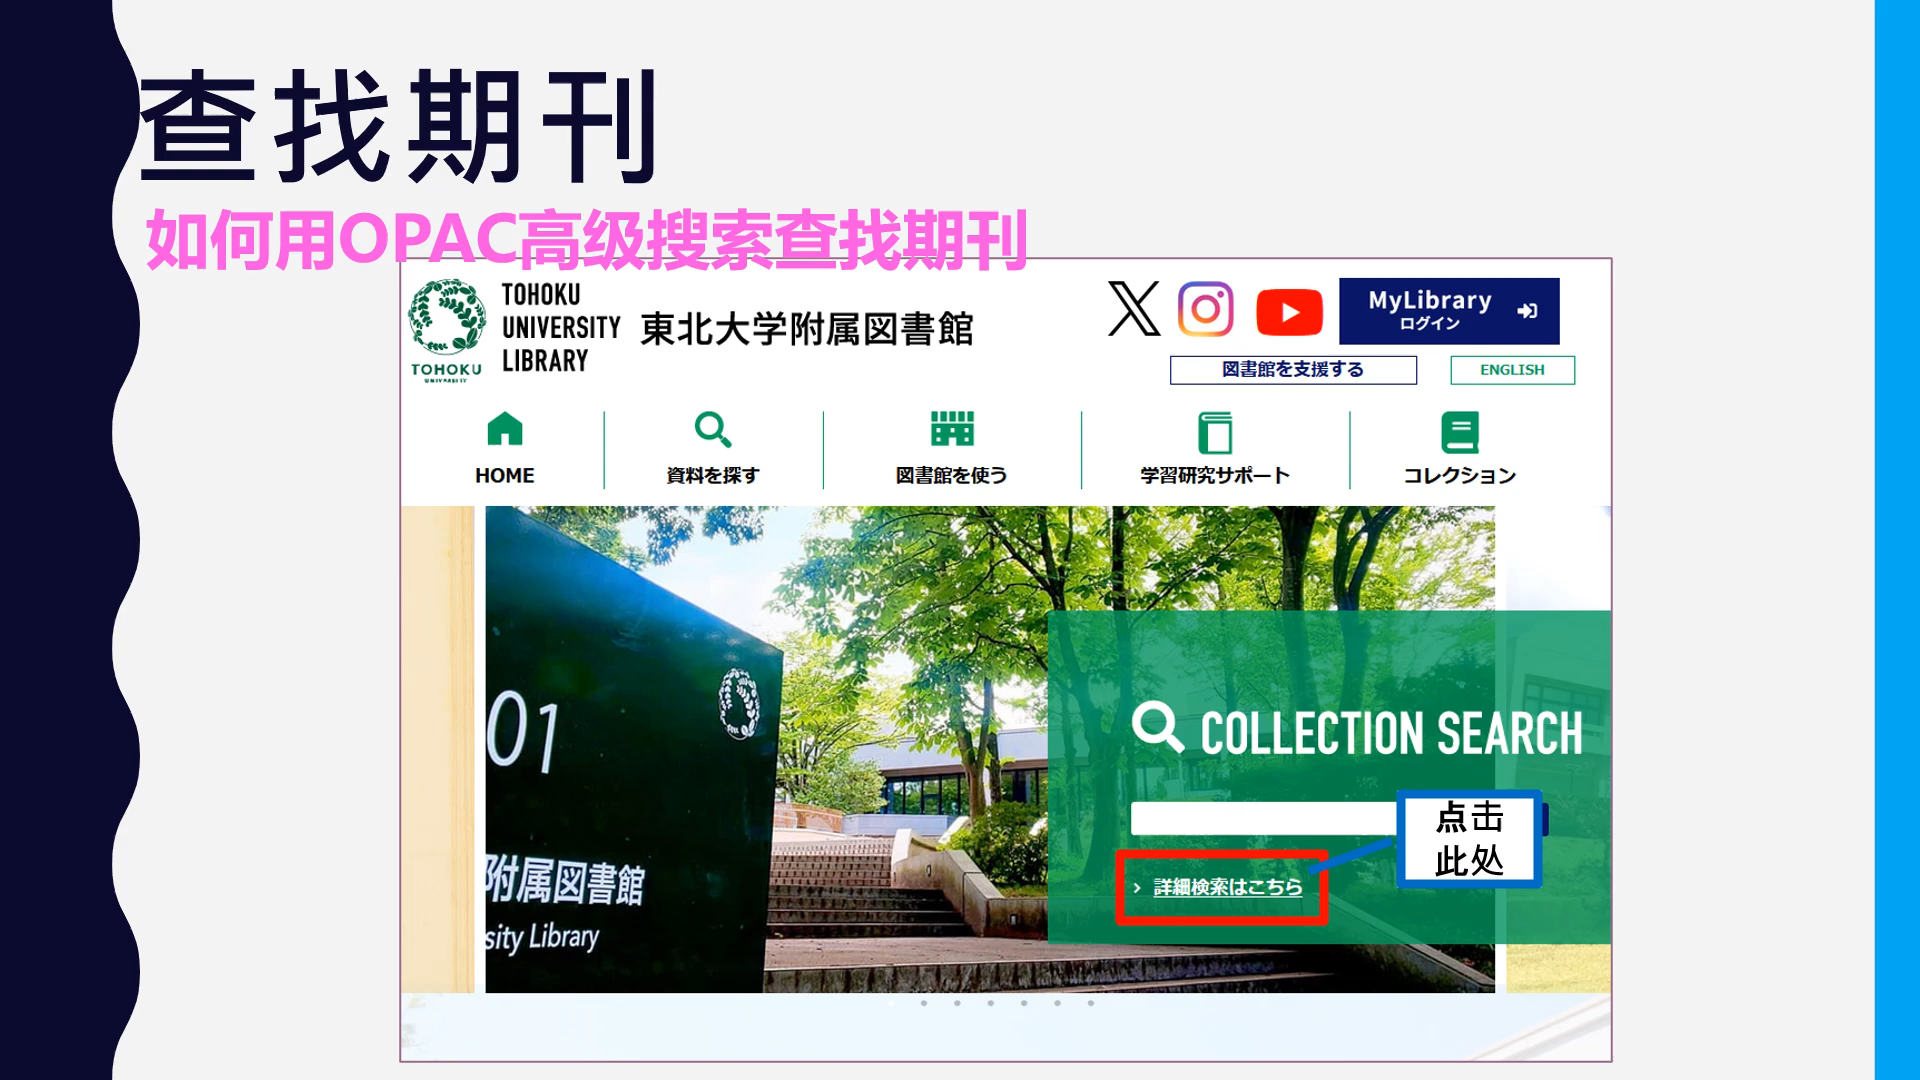 查找期刊
如何用OPAC高级搜索查找期刊
TOHOKU
UNIVERSITY
LIBRARY
東北大学附属図書館
TOHOKU
UNIVERSITY
MyLibrary
ログイン
図書館を支援する
ENGLISH
HOME
資料を探す
図書館を使う
学習研究サポート
コレクション
01
附属図書館
sity Library
COLLECTION SEARCH
点击
此处
› 詳細検索はこちら